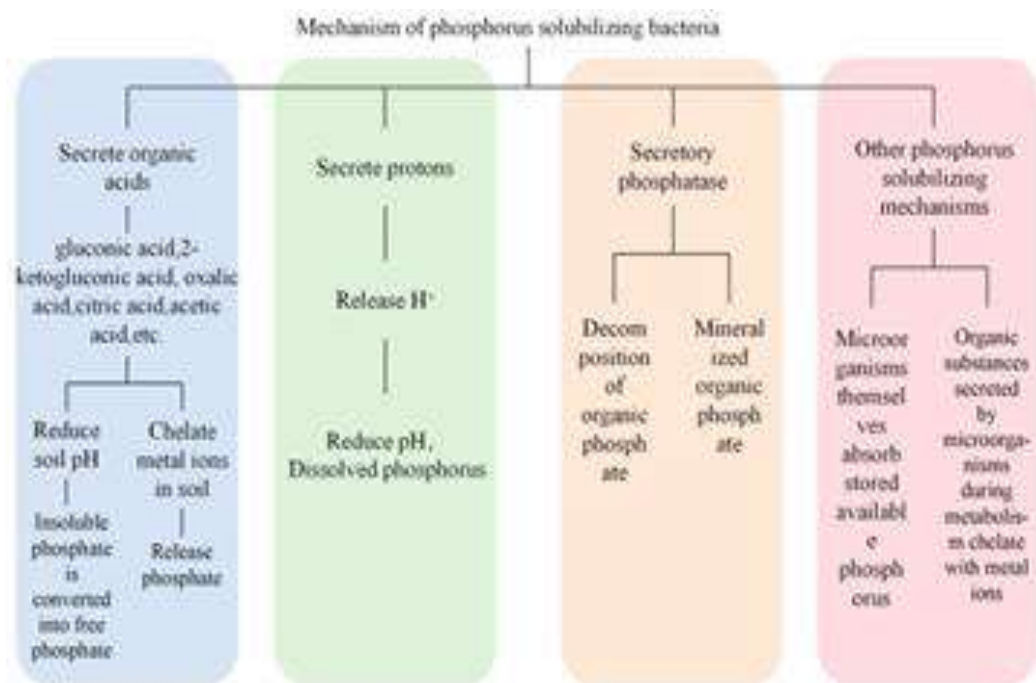 Mechanism of phosphorus solubilizing bacteria
Secrete organic
acids
gluconic acid,2-
ketogluconic acid, oxalic
acid,citric acid,acetic
acid,etc.
Reduce
soil pH
Insoluble
phosphate
is
converted
into free
phosphate
Chelate
metal ions
in soil
Release
phosphate
Secrete protons
Release H⁺
Reduce pH,
Dissolved phosphorus
Secretory
phosphatase
Decom
position
of
organic
phosph
ate
Mineral
ized
organic
phosph
ate
Other phosphorus
solubilizing
mechanisms
Microor
ganisms
themsel
ves
absorb
stored
availabl
e
phosph
orus
Organic
substances
secreted
by
microorga-
nisms
during
metabolis-
m chelate
with metal
ions